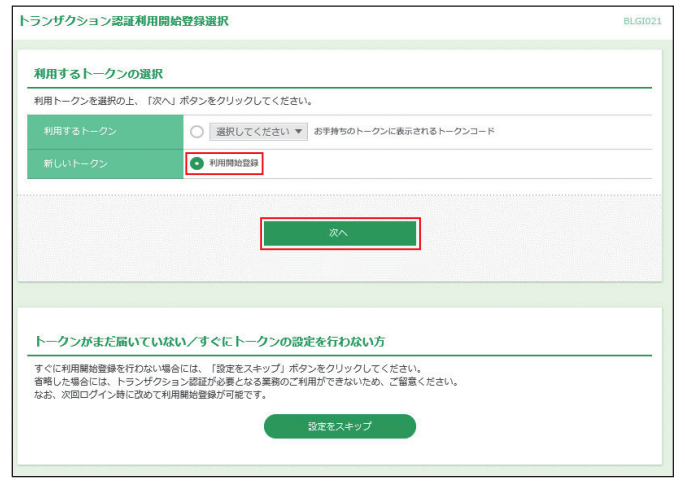 トランザクション認証利用開始登録選択
BLGI021
利用するトークンの選択
利用トークンを選択の上、「次へ」ボタンをクリックしてください。
利用するトークン 選択してください ▼ お手持ちのトークンに表示されるトークンコード
新しいトークン 利用開始登録
次へ
トークンがまだ届いていない／すぐにトークンの設定を行わない方
すぐに利用開始登録を行わない場合には、「設定をスキップ」ボタンをクリックしてください。
省略した場合には、トランザクション認証が必要となる業務のご利用ができないため、ご留意ください。
なお、次回ログイン時に改めて利用開始登録が可能です。
設定をスキップ